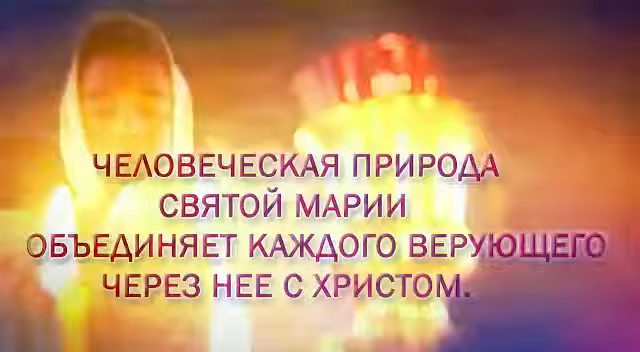 ЧЕЛОВЕЧЕСКАЯ ПРИРОДА
СВЯТОЙ МАРИИ
ОБЪЕДИНЯЕТ КАЖДОГО ВЕРУЮЩЕГО
ЧЕРЕЗ НЕЕ С ХРИСТОМ.